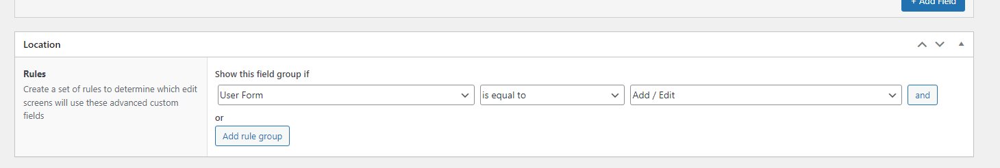 + Add Field
Location
Rules
Create a set of rules to determine which edit
screens will use these advanced custom
fields
Show this field group if
User Form
is equal to
Add / Edit
and
or
Add rule group